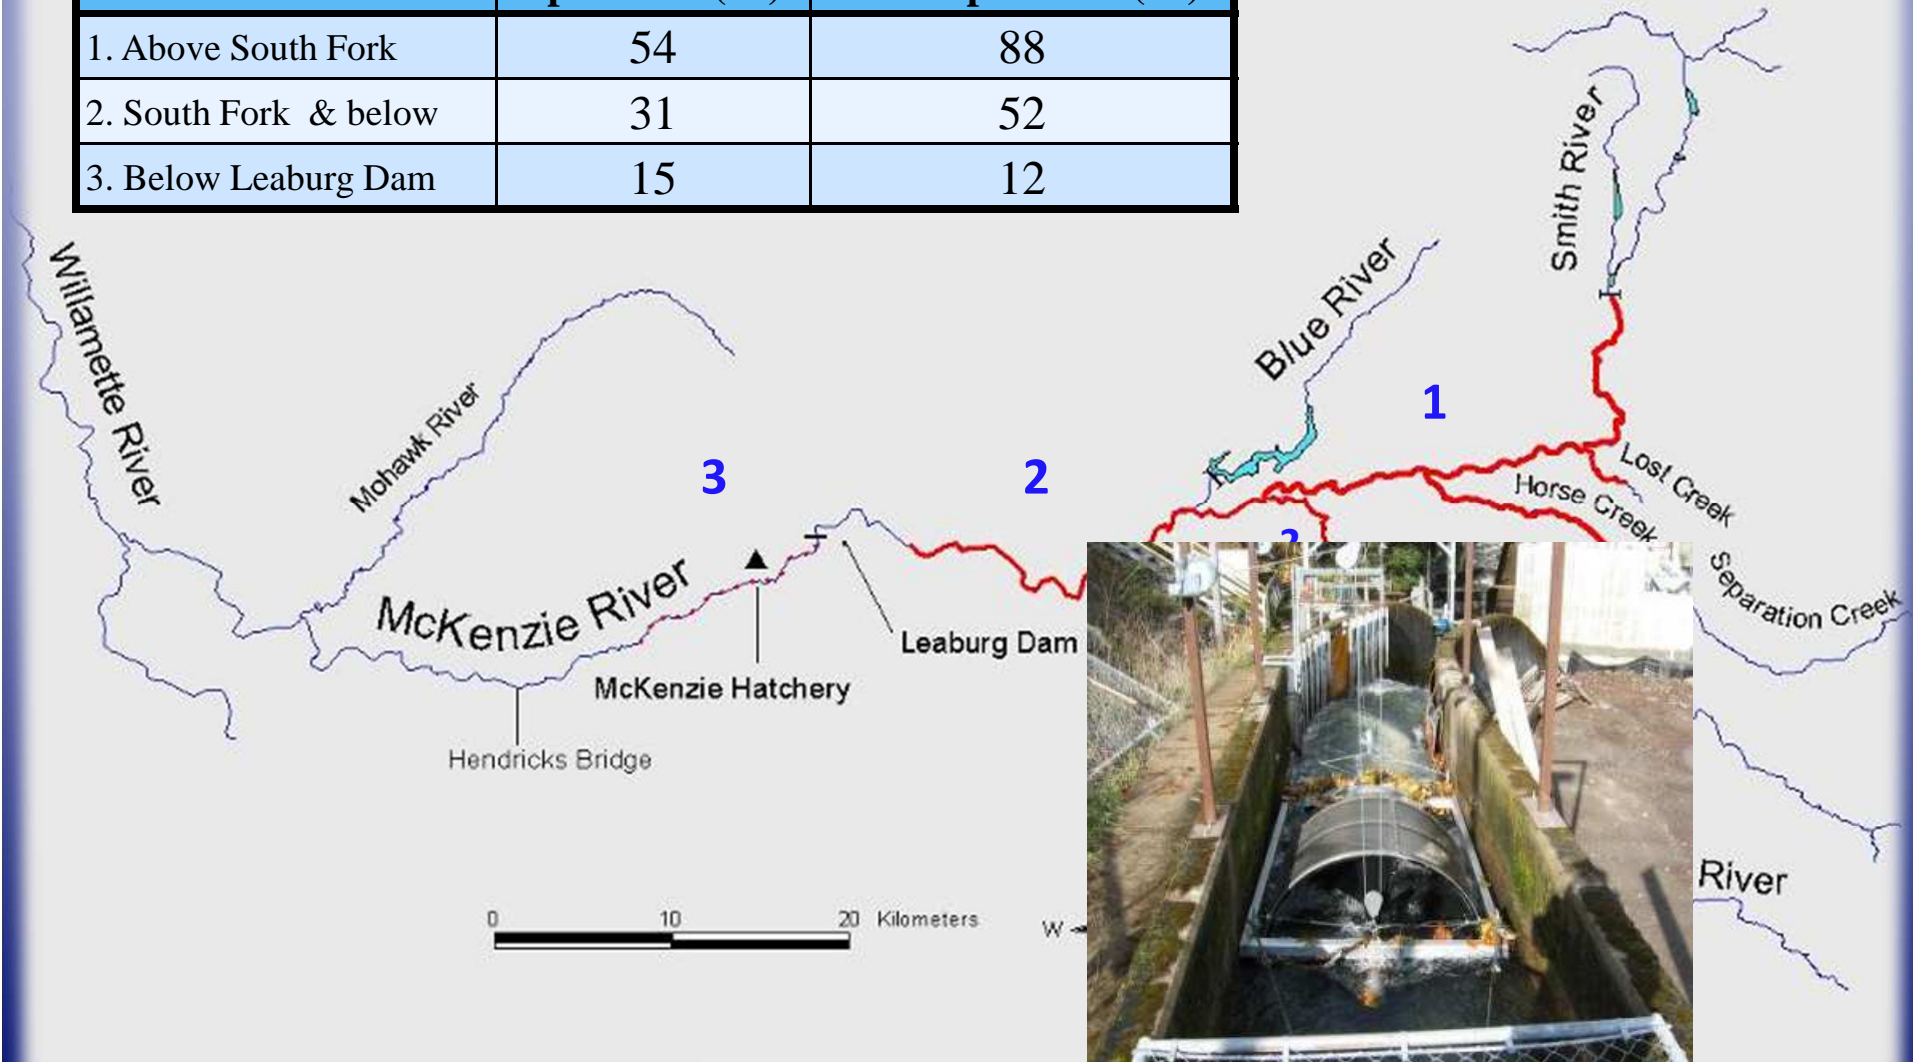 1. Above South Fork 54 88
2. South Fork & below 31 52
3. Below Leaburg Dam 15 12
Smith River
Willamette River
Blue River
Mohawk River
1
3
2
Lost Creek
Horse Creek
Separation Creek
McKenzie River
Leaburg Dam
McKenzie Hatchery
Hendricks Bridge
River
0 10 20 Kilometers
W